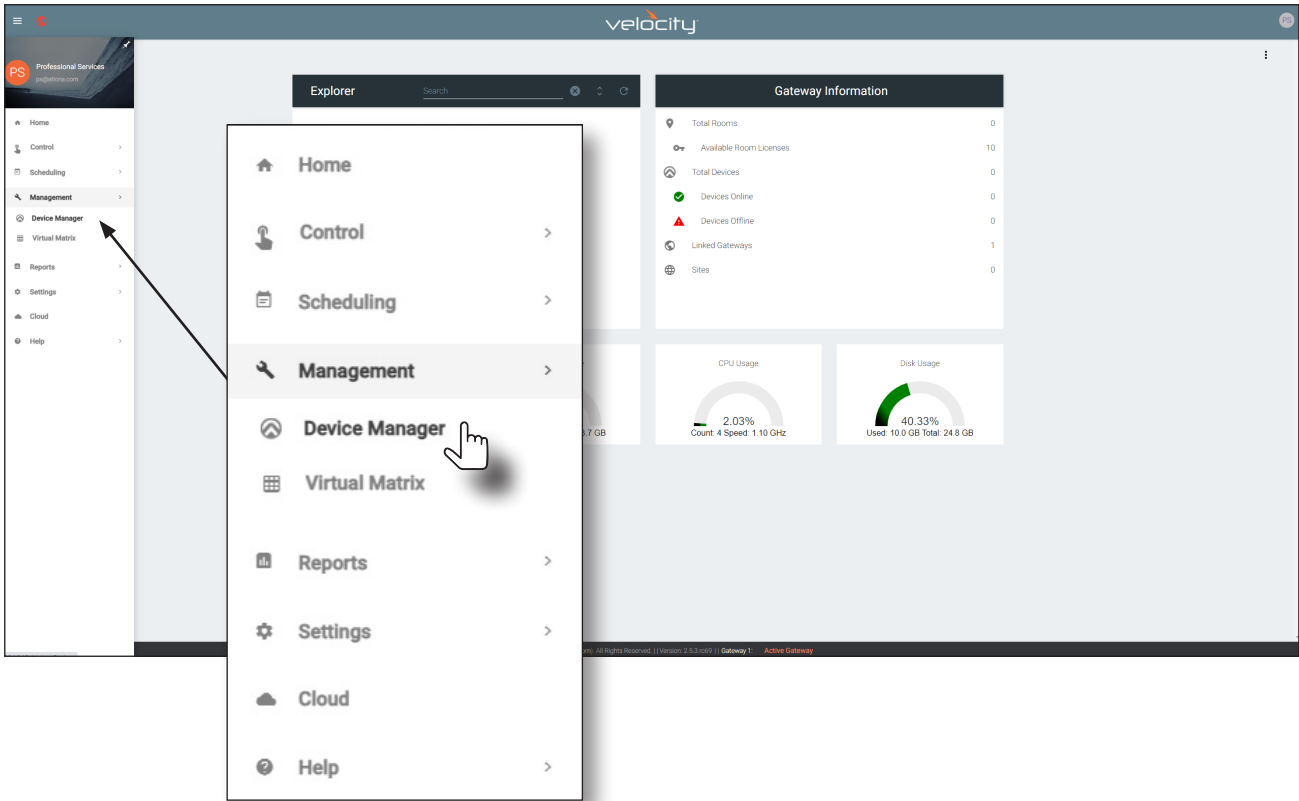 velocity
PS
PS
Professional Services
ps@atlona.com
Home
Control
Scheduling
Management
Device Manager
Virtual Matrix
Reports
Settings
Cloud
Help
Explorer
Search
Gateway Information
Total Rooms 0
Available Room Licenses 10
Total Devices 0
Devices Online 0
Devices Offline 0
Linked Gateways 1
Sites 0
Home
Control
Scheduling
Management
Device Manager
Virtual Matrix
Reports
Settings
Cloud
Help
.7 GB
CPU Usage
2.03%
Count: 4 Speed: 1.10 GHz
Disk Usage
40.33%
Used: 10.0 GB Total: 24.8 GB
om). All Rights Reserved. | | Version: 2.5.3-rc69 | | Gateway 1: Active Gateway